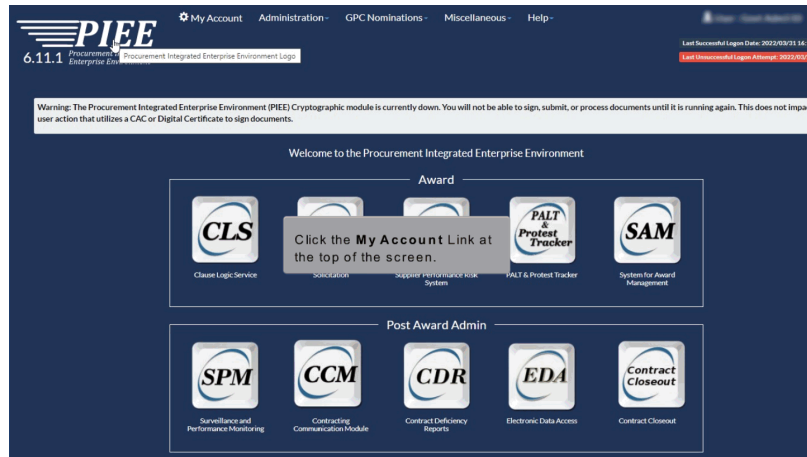 My Account Administration GPC Nominations Miscellaneous Help
PIEE
6.11.1
Procurement
Enterprise
Procurement Integrated Enterprise Environment Logo
Last Successful Logon Date: 2022/03/31 16:
Last Unsuccessful Logon Attempt: 2022/03/
Warning: The Procurement Integrated Enterprise Environment (PIEE) Cryptographic module is currently down. You will not be able to sign, submit, or process documents until it is running again. This does not impa
user action that utilizes a CAC or Digital Certificate to sign documents.
Welcome to the Procurement Integrated Enterprise Environment
Award
CLS
PALT
&
Protest
Tracker
SAM
Click the My Account Link at
the top of the screen.
Clause Logic Service
Solicitation
Supplier Performance Risk
System
PALT & Protest Tracker
System for Award
Management
Post Award Admin
SPM
CCM
CDR
EDA
Contract
Closeout
Surveillance and
Performance Monitoring
Contracting
Communication Module
Contract Deficiency
Reports
Electronic Data Access
Contract Closeout